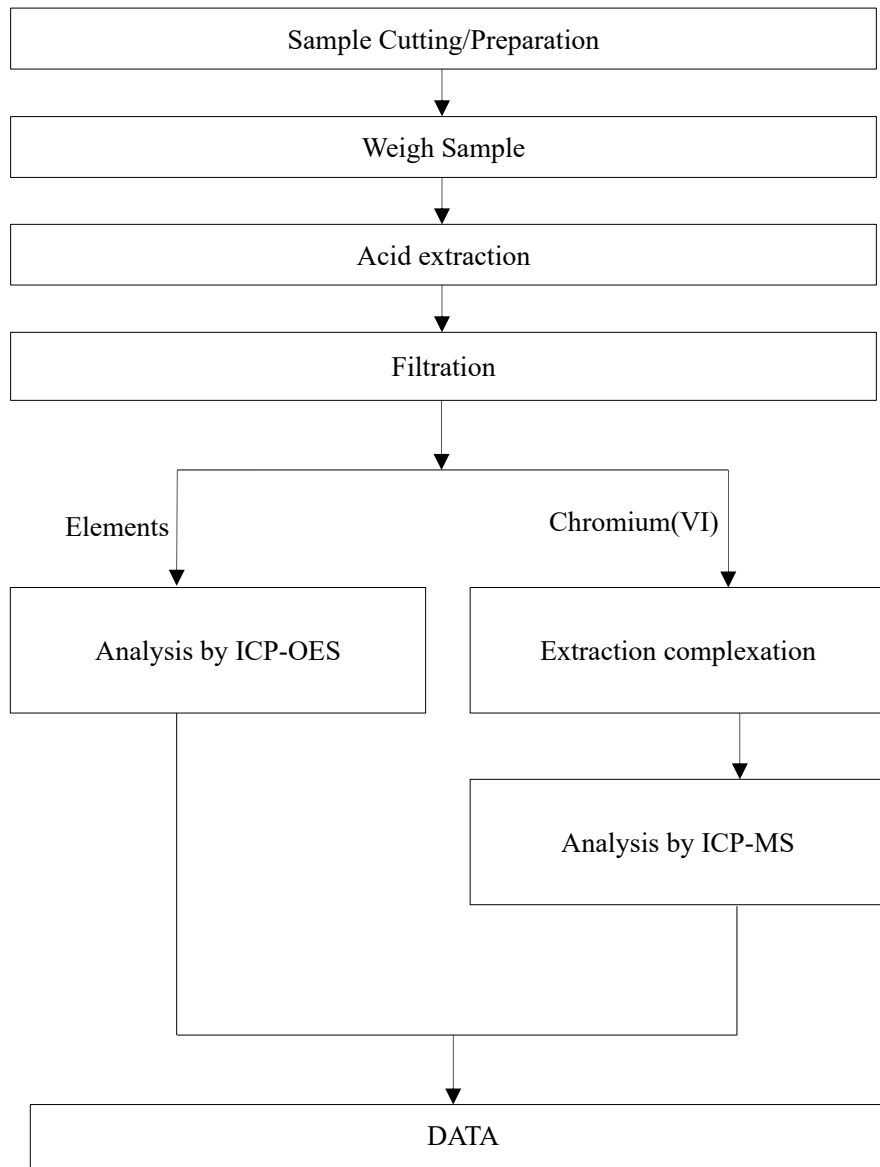 Sample Cutting/Preparation
Weigh Sample
Acid extraction
Filtration
Elements
Chromium(VI)
Analysis by ICP-OES
Extraction complexation
Analysis by ICP-MS
DATA